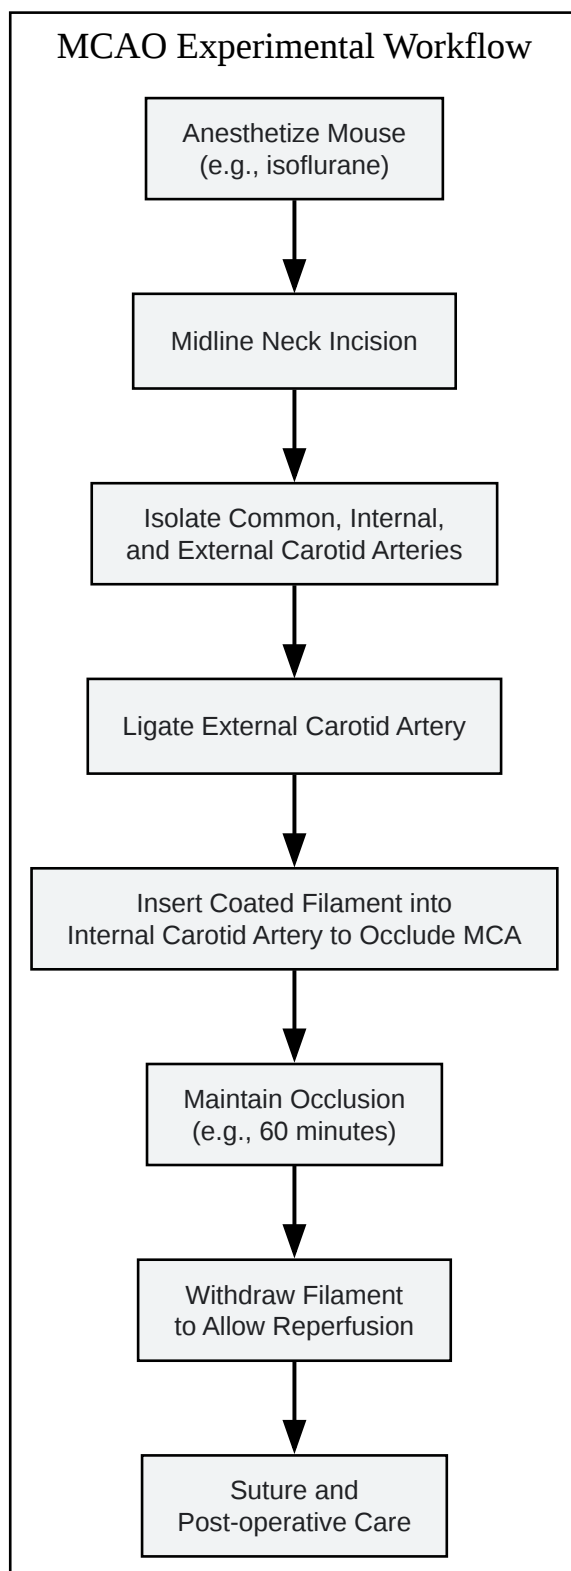 MCAO Experimental Workflow
Anesthetize Mouse
(e.g., isoflurane)
Midline Neck Incision
Isolate Common, Internal,
and External Carotid Arteries
Ligate External Carotid Artery
Insert Coated Filament into
Internal Carotid Artery to Occlude MCA
Maintain Occlusion
(e.g., 60 minutes)
Withdraw Filament
to Allow Reperfusion
Suture and
Post-operative Care